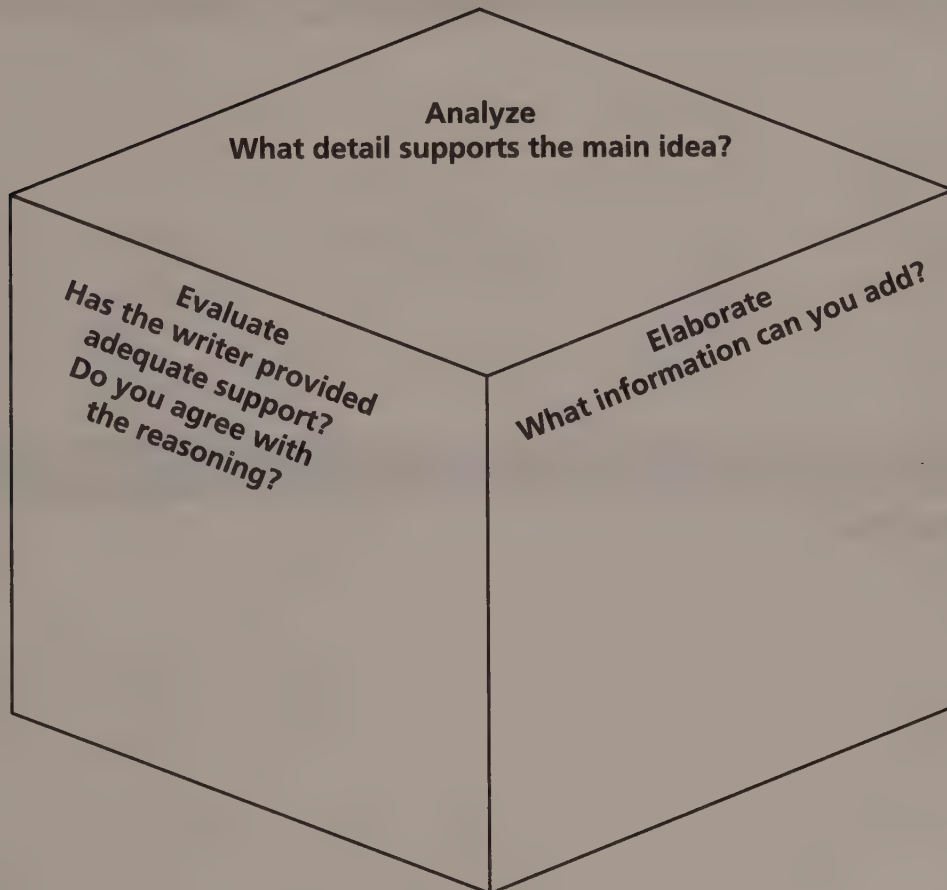 Analyze
What detail supports the main idea?
Evaluate
Has the writer provided
adequate support?
Do you agree with
the reasoning?
Elaborate
What information can you add?